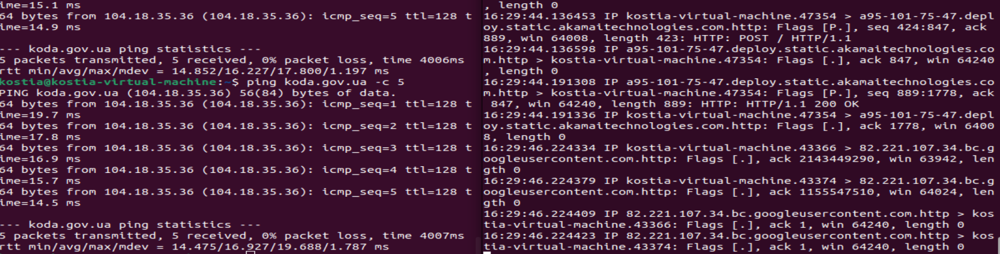 ime=15.1 ms
64 bytes from 104.18.35.36 (104.18.35.36): icmp_seq=5 ttl=128 t
ime=14.9 ms
--- koda.gov.ua ping statistics ---
5 packets transmitted, 5 received, 0% packet loss, time 4006ms
rtt min/avg/max/mdev = 14.852/16.227/17.800/1.197 ms
kostia@kostia-virtual-machine:~$ ping koda.gov.ua -c 5
PING koda.gov.ua (104.18.35.36) 56(84) bytes of data.
64 bytes from 104.18.35.36 (104.18.35.36): icmp_seq=1 ttl=128 t
ime=19.7 ms
64 bytes from 104.18.35.36 (104.18.35.36): icmp_seq=2 ttl=128 t
ime=17.8 ms
64 bytes from 104.18.35.36 (104.18.35.36): icmp_seq=3 ttl=128 t
ime=16.9 ms
64 bytes from 104.18.35.36 (104.18.35.36): icmp_seq=4 ttl=128 t
ime=15.7 ms
64 bytes from 104.18.35.36 (104.18.35.36): icmp_seq=5 ttl=128 t
ime=14.5 ms
--- koda.gov.ua ping statistics ---
5 packets transmitted, 5 received, 0% packet loss, time 4007ms
rtt min/avg/max/mdev = 14.475/16.927/19.688/1.787 ms
, length 0
16:29:44.136453 IP kostia-virtual-machine.47354 > a95-101-75-47.depl
oy.static.akamaitechnologies.com.http: Flags [P.], seq 424:847, ack
889, win 64008, length 423: HTTP: POST / HTTP/1.1
16:29:44.136598 IP a95-101-75-47.deploy.static.akamaitechnologies.co
m.http > kostia-virtual-machine.47354: Flags [.], ack 847, win 64240
, length 0
16:29:44.191308 IP a95-101-75-47.deploy.static.akamaitechnologies.co
m.http > kostia-virtual-machine.47354: Flags [P.], seq 889:1778, ack
 847, win 64240, length 889: HTTP: HTTP/1.1 200 OK
16:29:44.191336 IP kostia-virtual-machine.47354 > a95-101-75-47.depl
oy.static.akamaitechnologies.com.http: Flags [.], ack 1778, win 6400
8, length 0
16:29:46.224334 IP kostia-virtual-machine.43366 > 82.221.107.34.bc.g
oogleusercontent.com.http: Flags [.], ack 2143449290, win 63942, len
gth 0
16:29:46.224379 IP kostia-virtual-machine.43374 > 82.221.107.34.bc.g
oogleusercontent.com.http: Flags [.], ack 1155547510, win 64024, len
gth 0
16:29:46.224409 IP 82.221.107.34.bc.googleusercontent.com.http > kos
tia-virtual-machine.43366: Flags [.], ack 1, win 64240, length 0
16:29:46.224423 IP 82.221.107.34.bc.googleusercontent.com.http > kos
tia-virtual-machine.43374: Flags [.], ack 1, win 64240, length 0